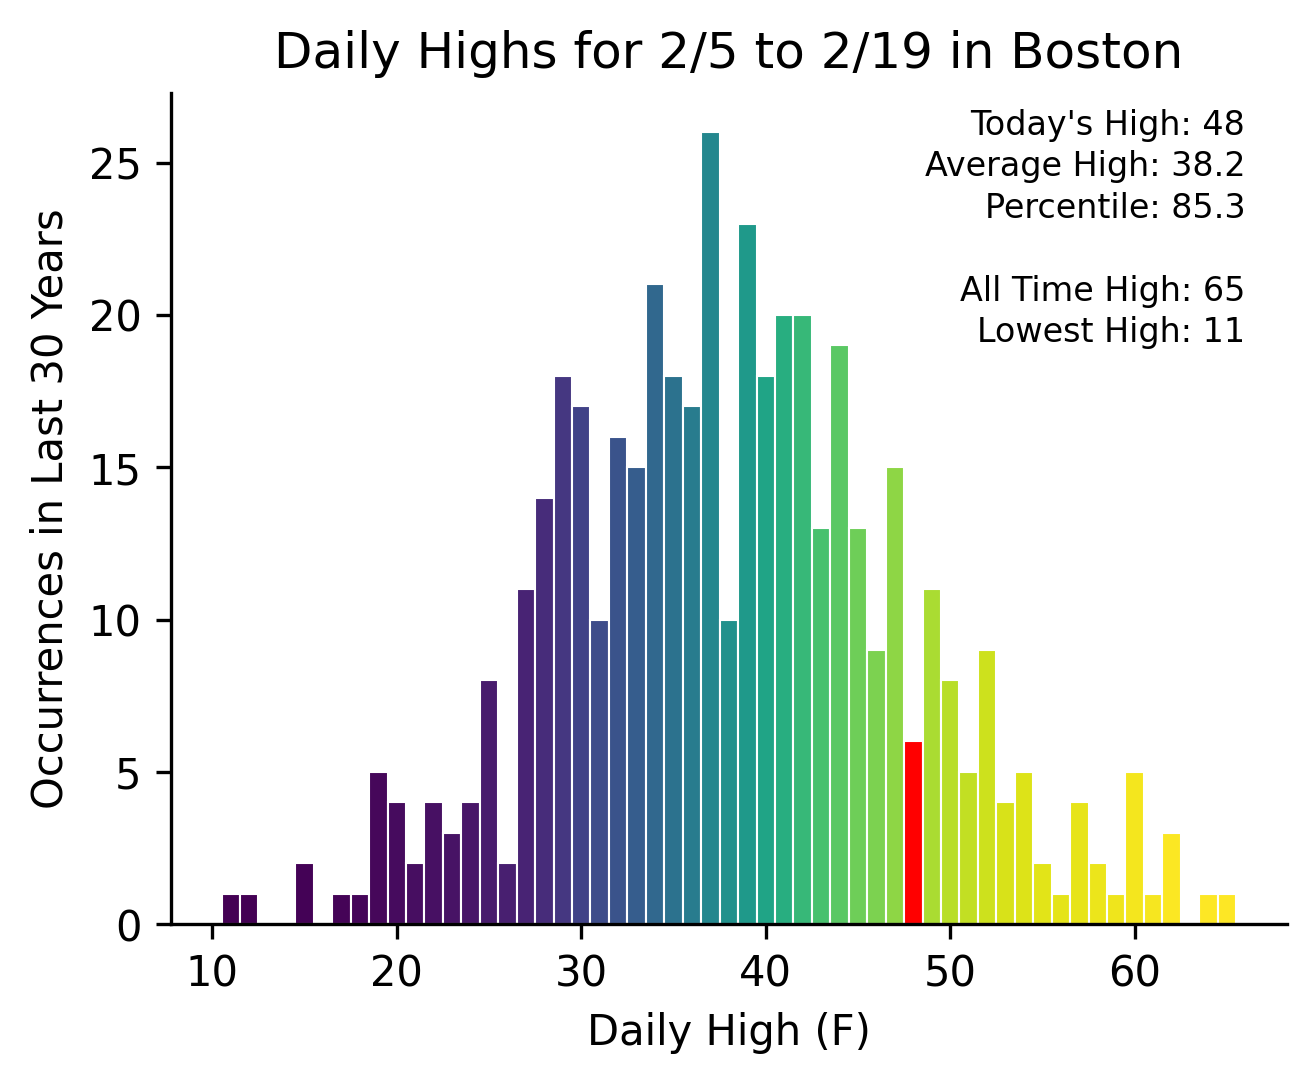 Daily Highs for 2/5 to 2/19 in Boston
Today's High: 48
Average High: 38.2
Percentile: 85.3
All Time High: 65
Lowest High: 11
Occurrences in Last 30 Years
25
20
15
10
5
0
10 20 30 40 50 60
Daily High (F)